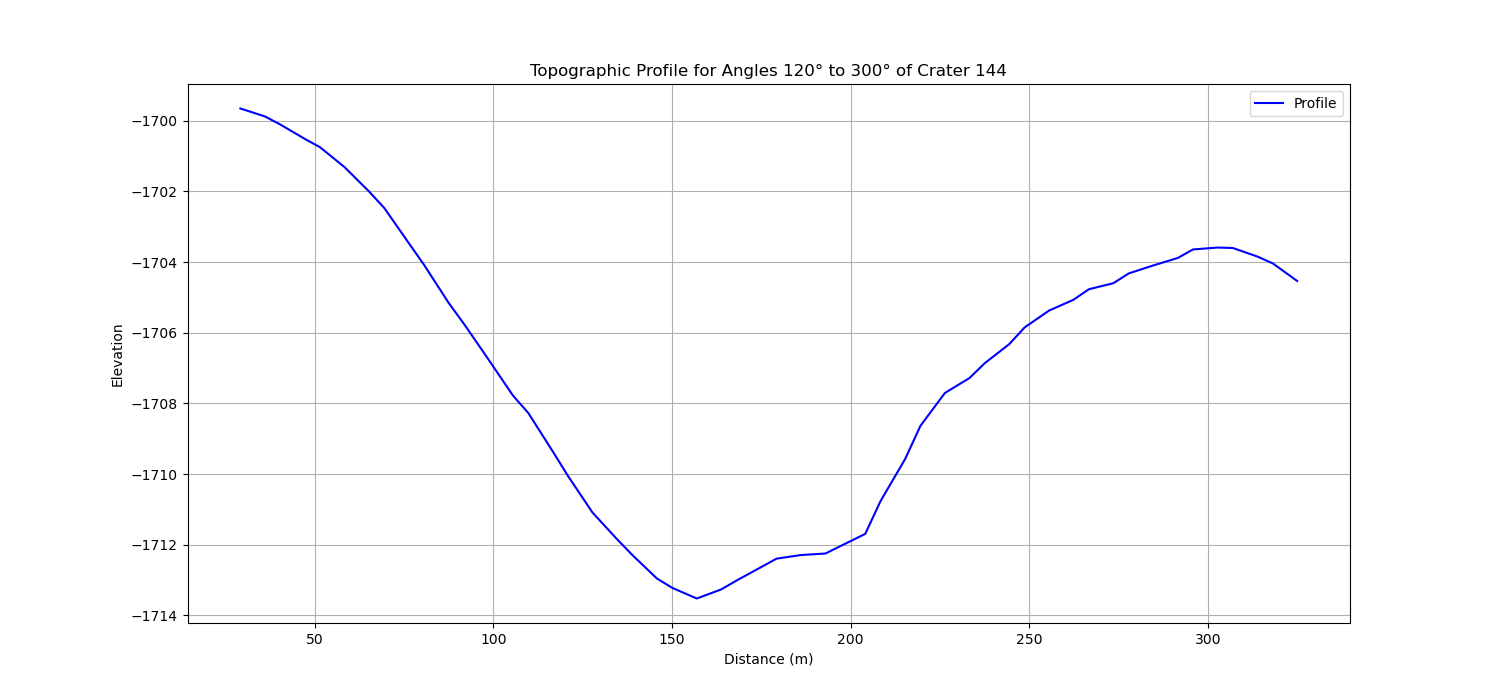 Topographic Profile for Angles 120° to 300° of Crater 144
Profile
−1700
−1702
−1704
−1706
−1708
−1710
−1712
−1714
Elevation
50 100 150 200 250 300
Distance (m)